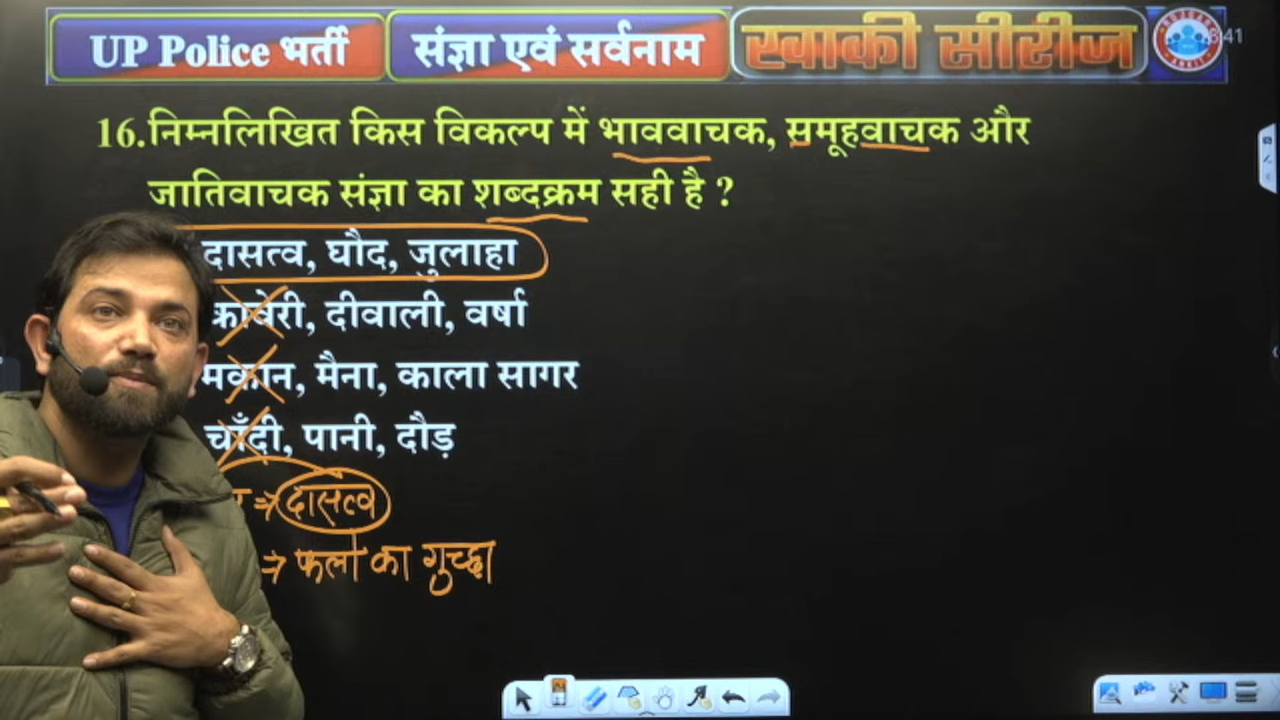 UP Police भर्ती
संज्ञा एवं सर्वनाम
खाकी सीरीज
16. निम्नलिखित किस विकल्प में भाववाचक, समूहवाचक और
जातिवाचक संज्ञा का शब्दक्रम सही है ?
दासत्व, घौद, जुलाहा
कावेरी, दीवाली, वर्षा
मकान, मैना, काला सागर
चाँदी, पानी, दौड़
⇒ दासत्व
⇒ फलों का गुच्छा